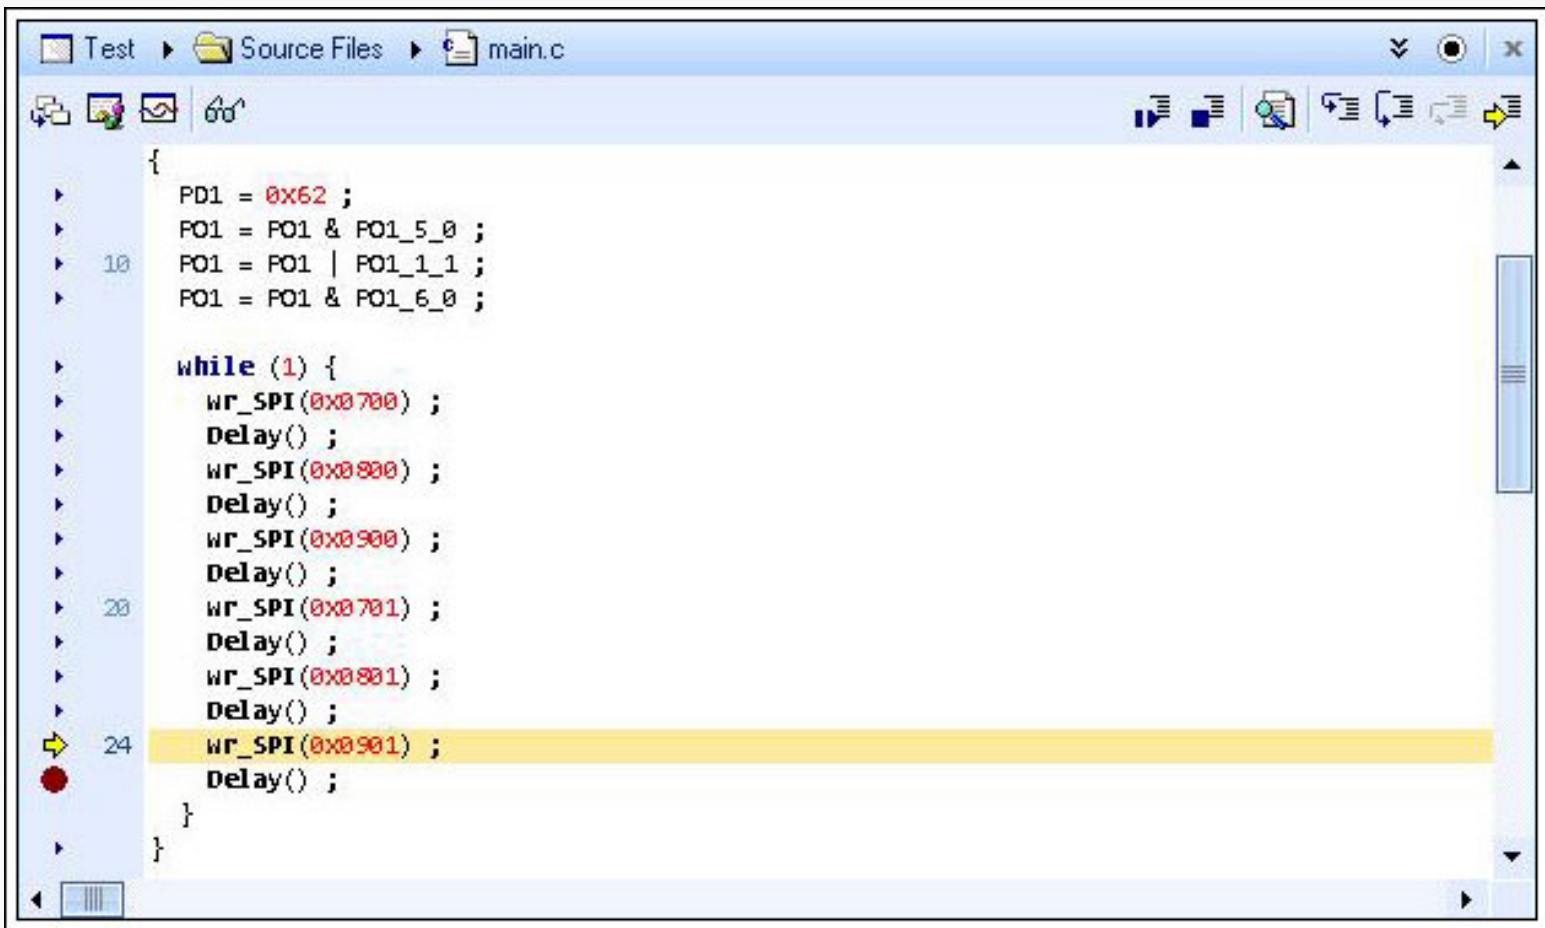 Test Source Files main.c
{
PD1 = 0X62 ;
PO1 = PO1 & PO1_5_0 ;
10 PO1 = PO1 | PO1_1_1 ;
PO1 = PO1 & PO1_6_0 ;
while (1) {
wr_SPI(0X0700) ;
Delay() ;
wr_SPI(0X0800) ;
Delay() ;
wr_SPI(0X0900) ;
Delay() ;
20 wr_SPI(0X0701) ;
Delay() ;
wr_SPI(0X0801) ;
Delay() ;
24 wr_SPI(0X0901) ;
Delay() ;
}
}